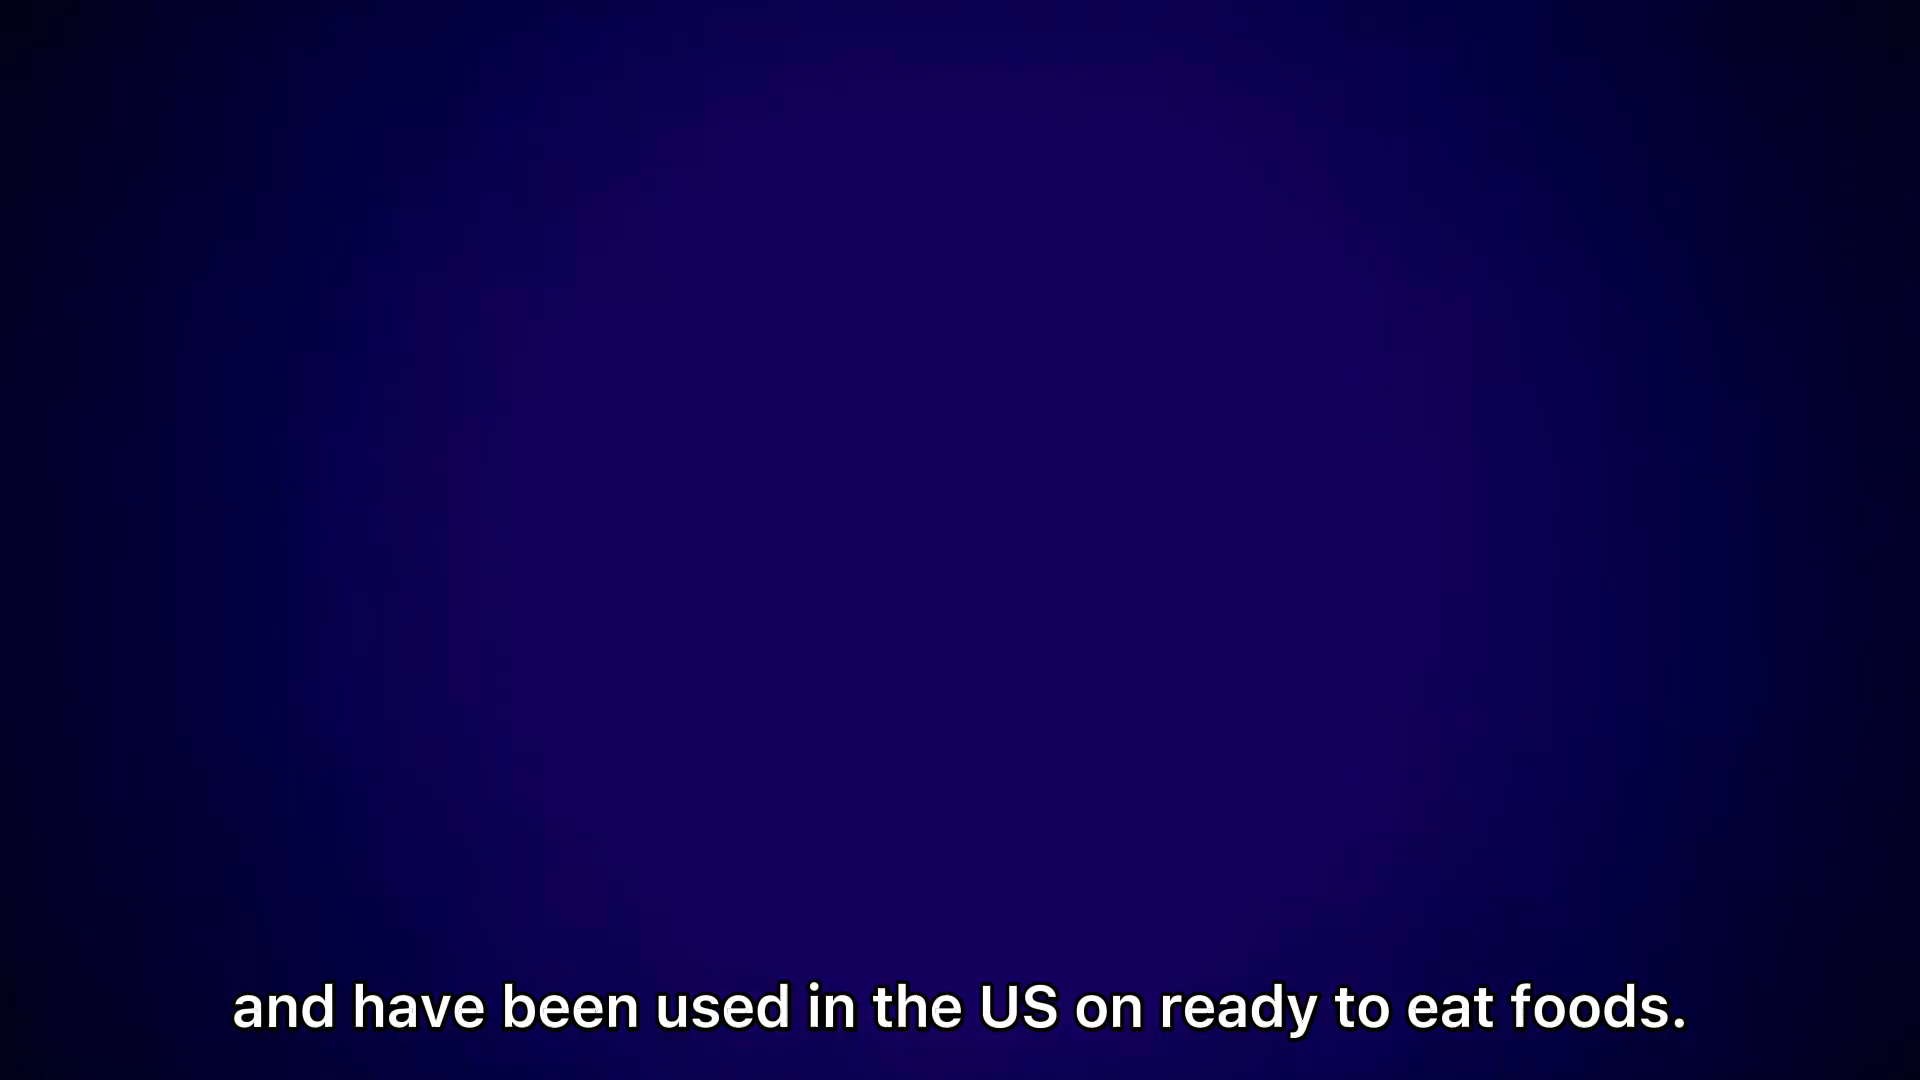 and have been used in the US on ready to eat foods.